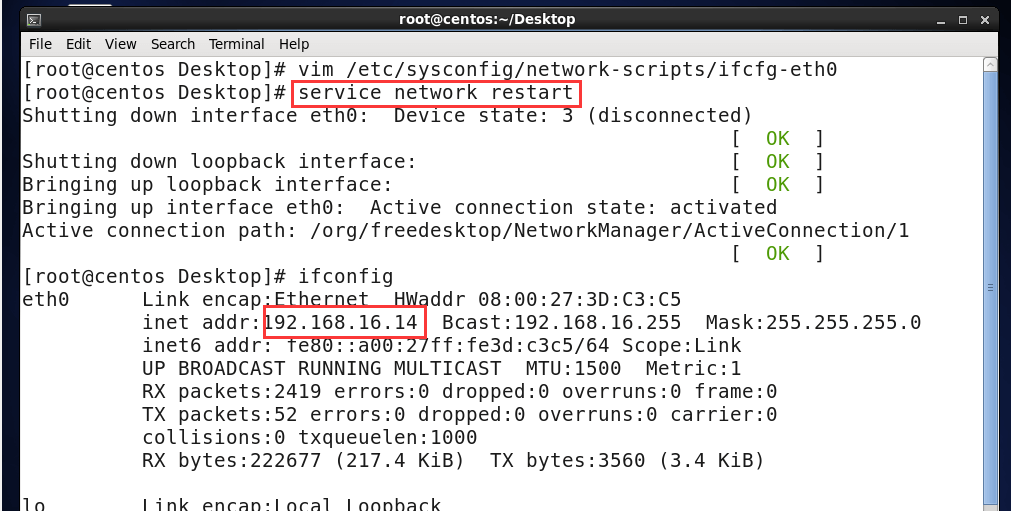 root@centos:~/Desktop
File Edit View Search Terminal Help
[root@centos Desktop]# vim /etc/sysconfig/network-scripts/ifcfg-eth0
[root@centos Desktop]# service network restart
Shutting down interface eth0:  Device state: 3 (disconnected)
[  OK  ]
Shutting down loopback interface:                          [  OK  ]
Bringing up loopback interface:                            [  OK  ]
Bringing up interface eth0:  Active connection state: activated
Active connection path: /org/freedesktop/NetworkManager/ActiveConnection/1
[  OK  ]
[root@centos Desktop]# ifconfig
eth0      Link encap:Ethernet  HWaddr 08:00:27:3D:C3:C5
inet addr:192.168.16.14  Bcast:192.168.16.255  Mask:255.255.255.0
inet6 addr: fe80::a00:27ff:fe3d:c3c5/64 Scope:Link
UP BROADCAST RUNNING MULTICAST  MTU:1500  Metric:1
RX packets:2419 errors:0 dropped:0 overruns:0 frame:0
TX packets:52 errors:0 dropped:0 overruns:0 carrier:0
collisions:0 txqueuelen:1000
RX bytes:222677 (217.4 KiB)  TX bytes:3560 (3.4 KiB)
lo        Link encap:Local Loopback